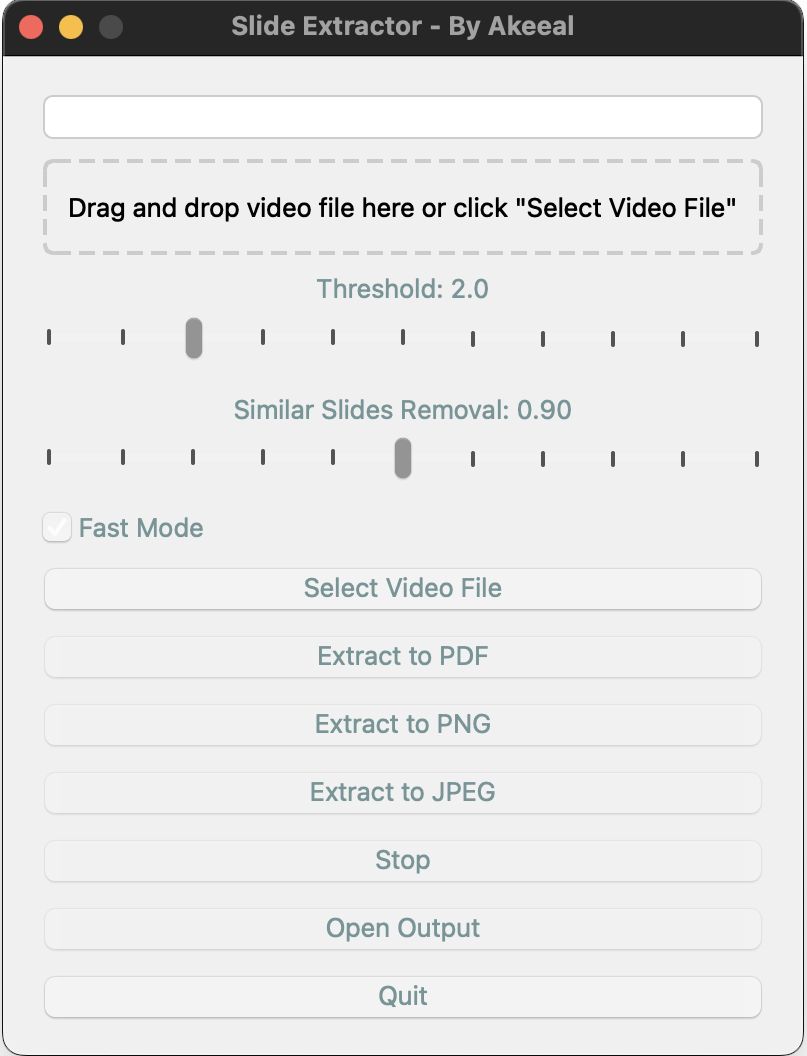 Slide Extractor - By Akeeal
Drag and drop video file here or click "Select Video File"
Threshold: 2.0
Similar Slides Removal: 0.90
Fast Mode
Select Video File
Extract to PDF
Extract to PNG
Extract to JPEG
Stop
Open Output
Quit